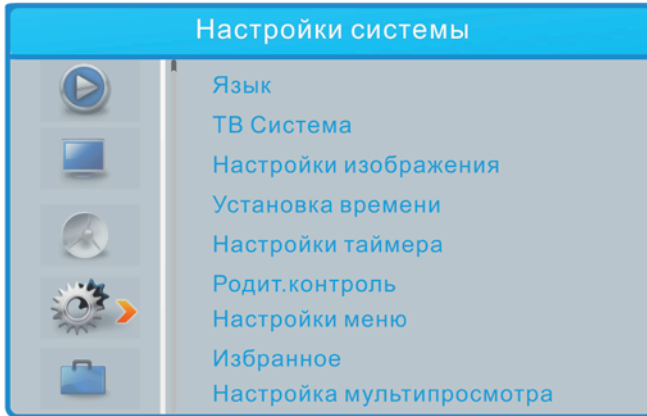 Настройки системы
Язык
ТВ Система
Настройки изображения
Установка времени
Настройки таймера
Родит.контроль
Настройки меню
Избранное
Настройка мультипросмотра